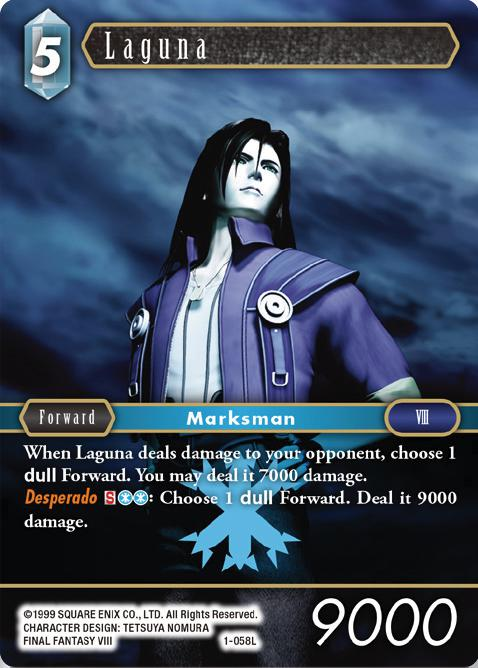 5
Laguna
Forward
Marksman
VIII
When Laguna deals damage to your opponent, choose 1
dull Forward. You may deal it 7000 damage.
Desperado S: Choose 1 dull Forward. Deal it 9000
damage.
©1999 SQUARE ENIX CO., LTD. All Rights Reserved.
CHARACTER DESIGN: TETSUYA NOMURA
FINAL FANTASY VIII
1-058L
9000